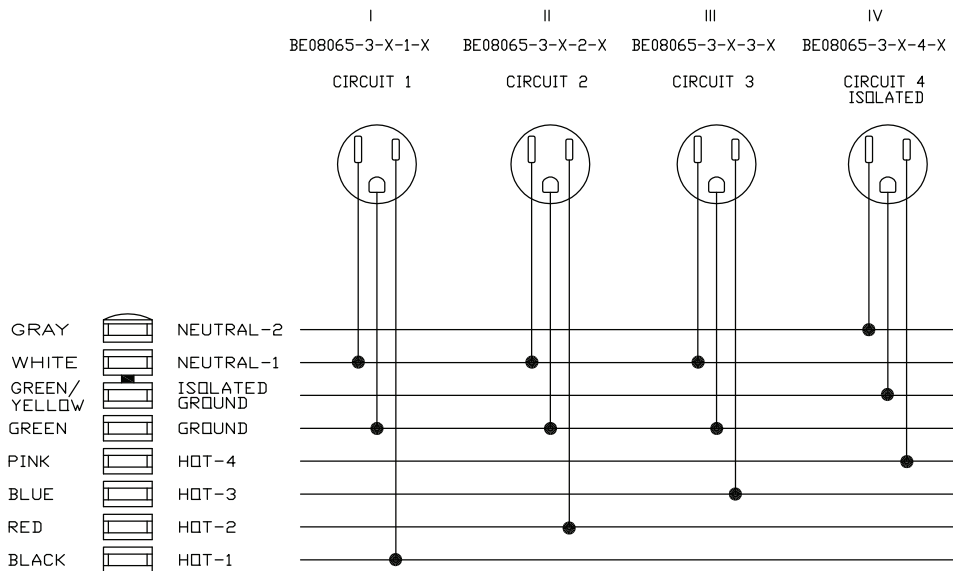 I II III IV
BE08065-3-X-1-X BE08065-3-X-2-X BE08065-3-X-3-X BE08065-3-X-4-X
CIRCUIT 1 CIRCUIT 2 CIRCUIT 3 CIRCUIT 4
ISOLATED
GRAY NEUTRAL-2
WHITE NEUTRAL-1
GREEN/ ISOLATED
YELLOW GROUND
GREEN GROUND
PINK HOT-4
BLUE HOT-3
RED HOT-2
BLACK HOT-1